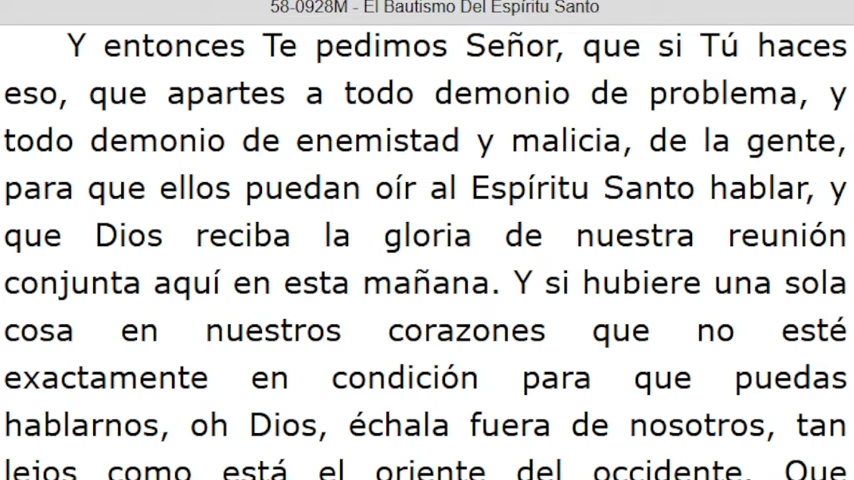 58-0928M - El Bautismo Del Espíritu Santo
Y entonces Te pedimos Señor, que si Tú haces
eso, que apartes a todo demonio de problema, y
todo demonio de enemistad y malicia, de la gente,
para que ellos puedan oír al Espíritu Santo hablar, y
que Dios reciba la gloria de nuestra reunión
conjunta aquí en esta mañana. Y si hubiere una sola
cosa en nuestros corazones que no esté
exactamente en condición para que puedas
hablarnos, oh Dios, échala fuera de nosotros, tan
lejos como está el oriente del occidente. Que